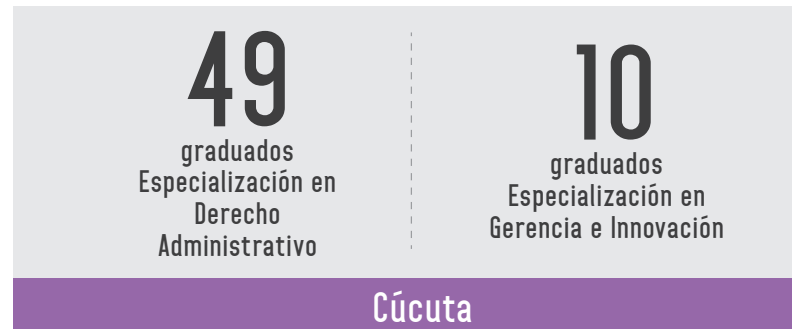 49
graduados
Especialización en
Derecho
Administrativo
10
graduados
Especialización en
Gerencia e Innovación
Cúcuta